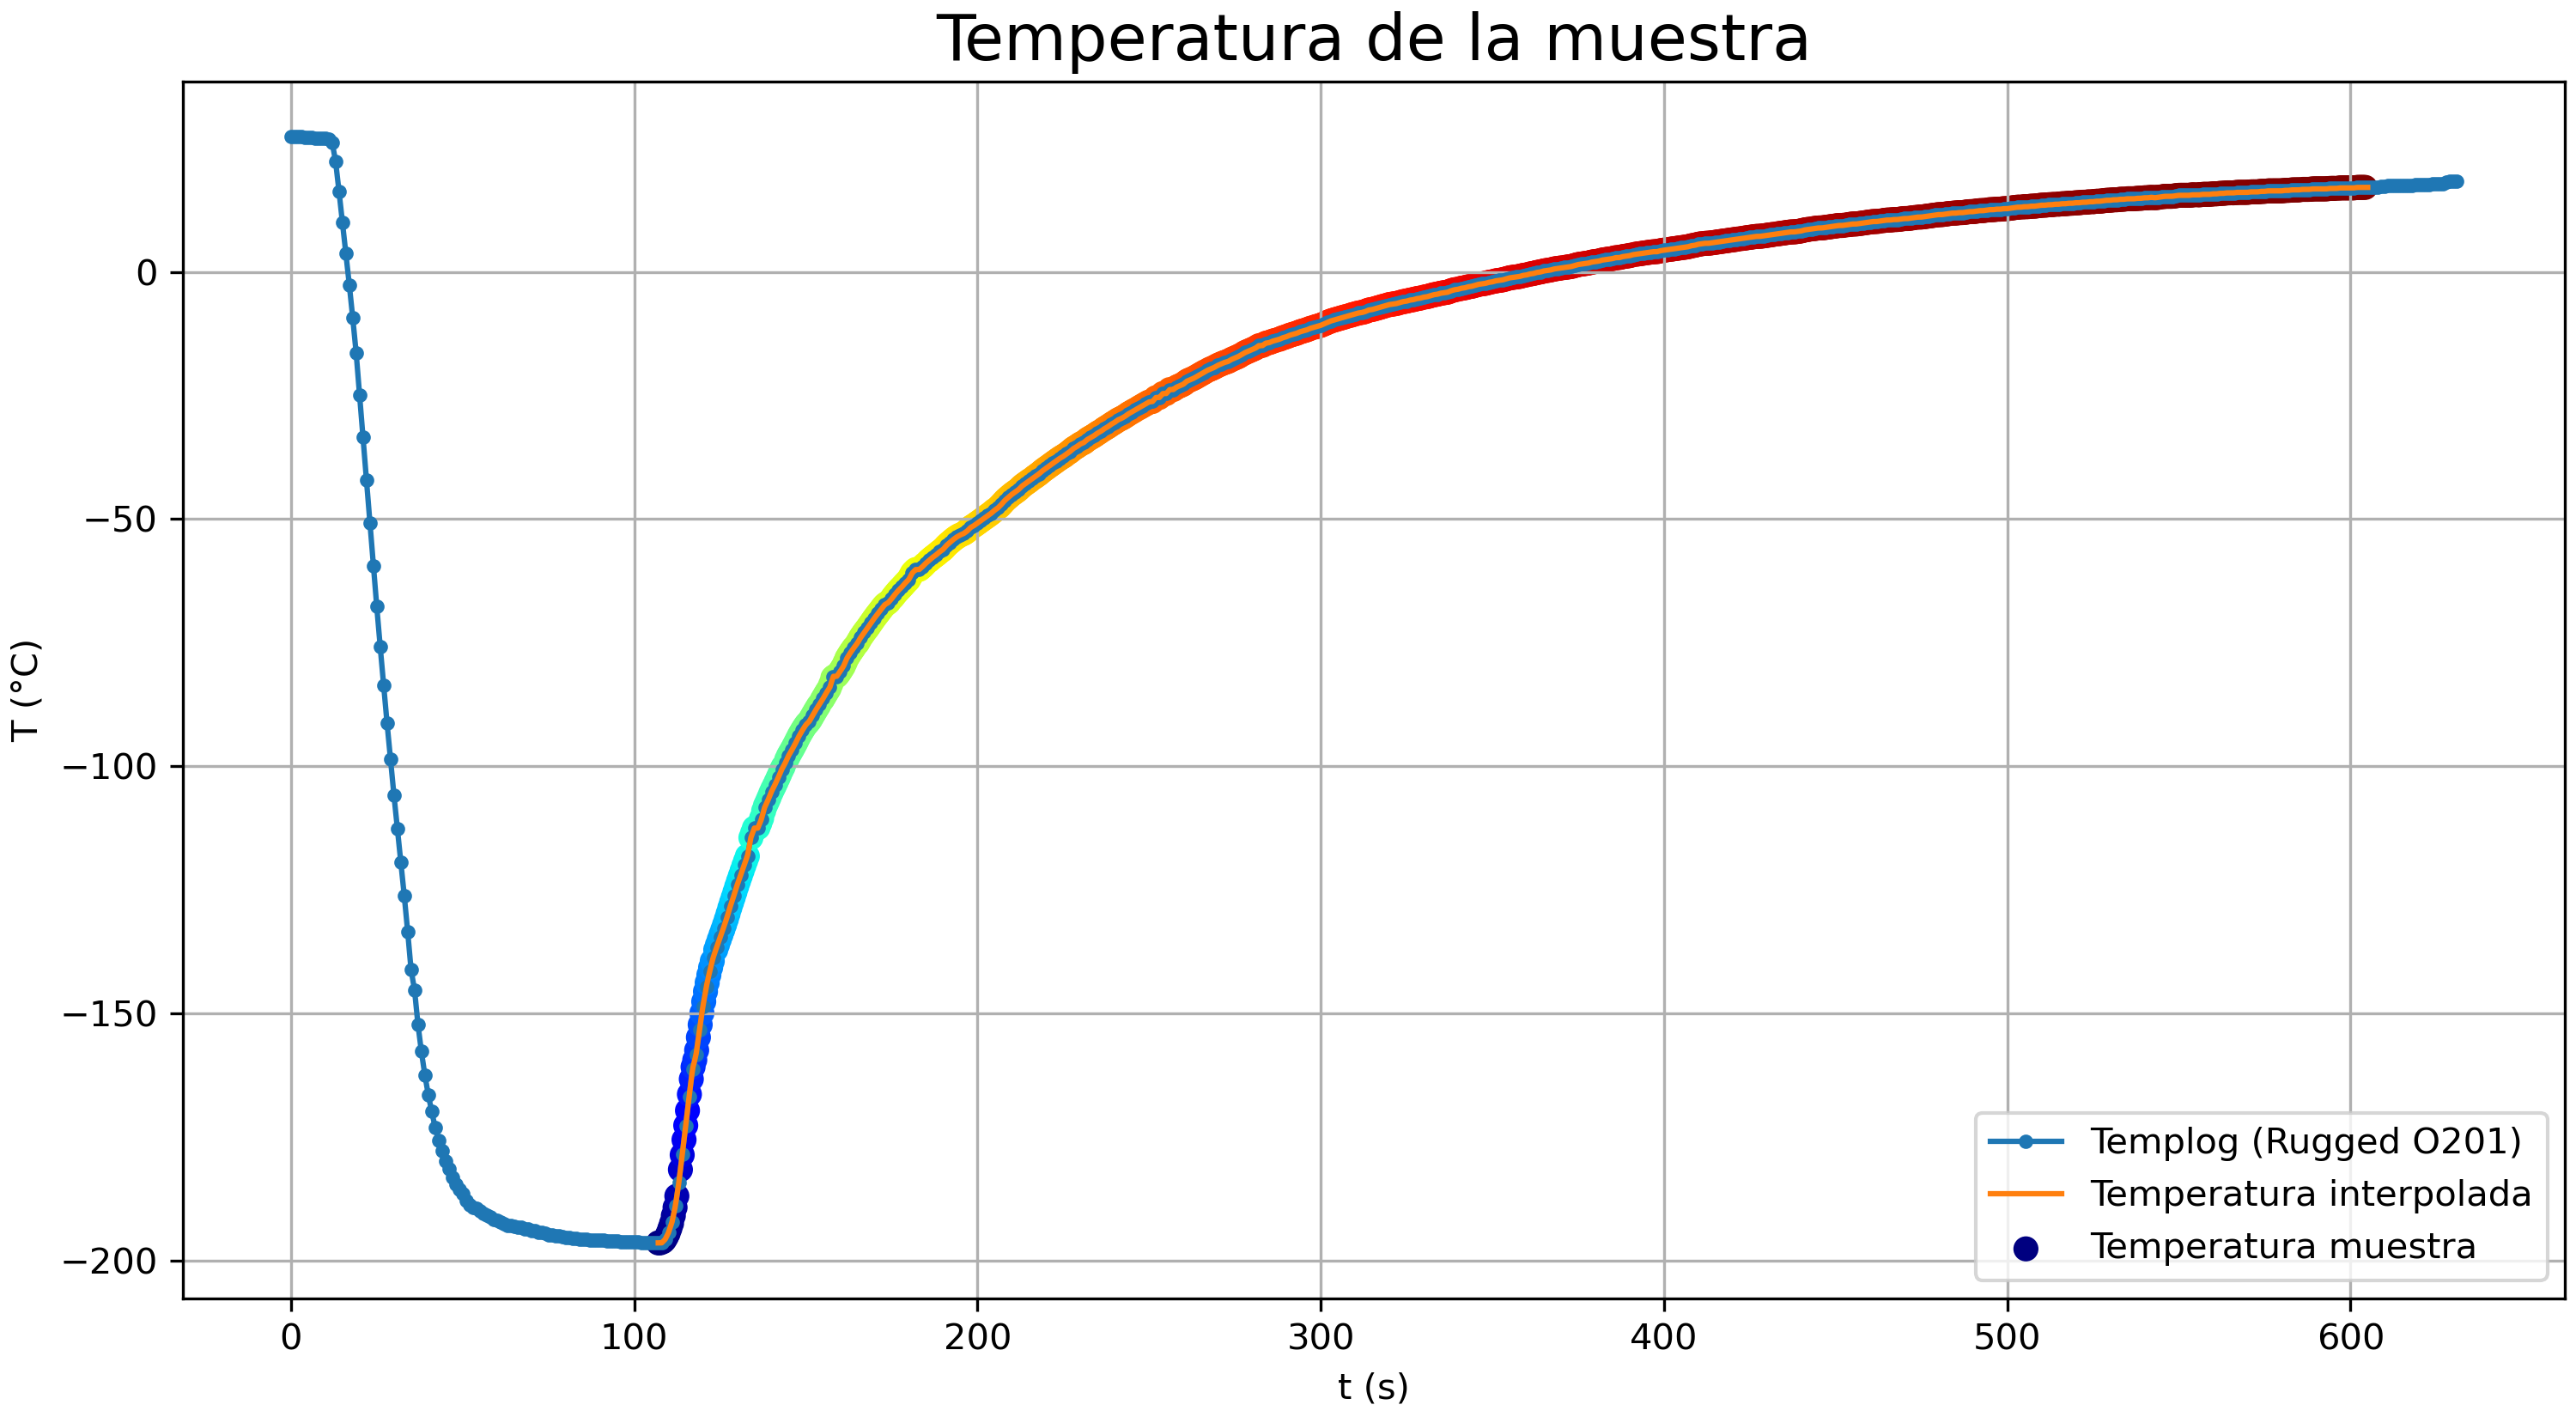 Temperatura de la muestra
T (°C)
0
−50
−100
−150
−200
0 100 200 300 400 500 600
t (s)
Templog (Rugged O201)
Temperatura interpolada
Temperatura muestra